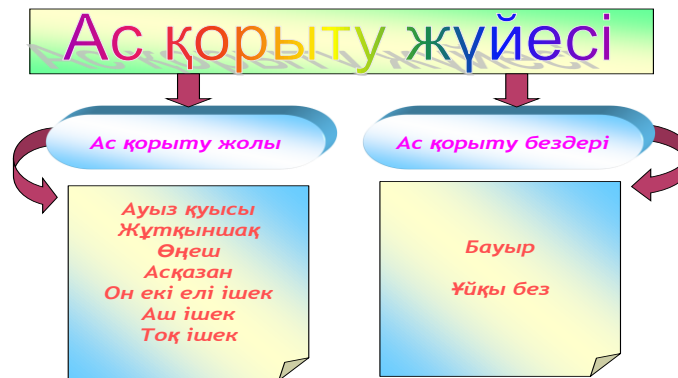 Ас қорыту жүйесі
Ас қорыту жолы
Ас қорыту бездері
Ауыз қуысы
Жұтқыншақ
Өңеш
Асқазан
Он екі елі ішек
Аш ішек
Тоқ ішек
Бауыр
Ұйқы без